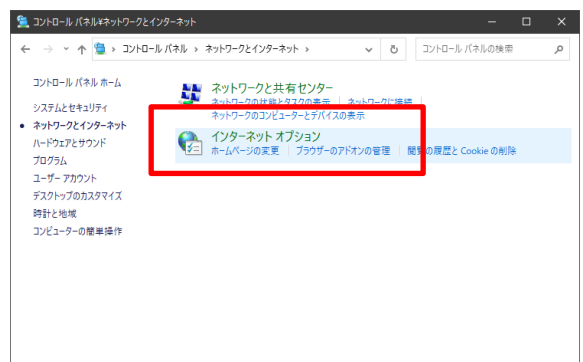 コントロール パネル¥ネットワークとインターネット
コントロール パネル › ネットワークとインターネット ›
コントロール パネルの検索
コントロール パネル ホーム
システムとセキュリティ
ネットワークとインターネット
ハードウェアとサウンド
プログラム
ユーザー アカウント
デスクトップのカスタマイズ
時計と地域
コンピューターの簡単操作
ネットワークと共有センター
ネットワークの状態とタスクの表示 ネットワークに接続
ネットワークのコンピューターとデバイスの表示
インターネット オプション
ホームページの変更 ブラウザーのアドオンの管理 閲覧の履歴と Cookie の削除